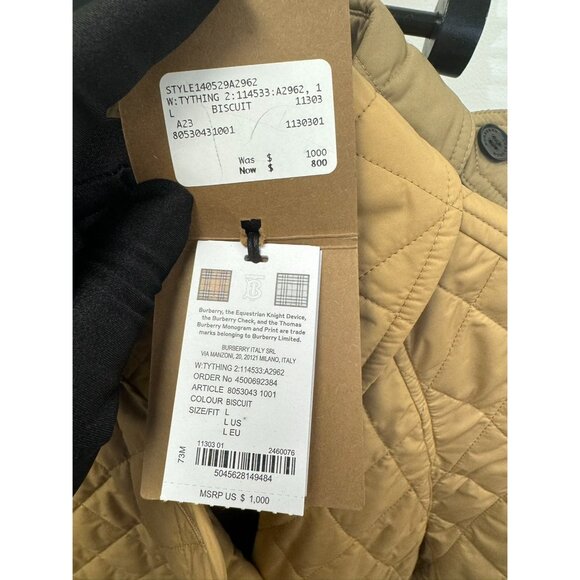 STYLE140529A2962
W:TYTHING 2:114533:A2962, 1
L BISCUIT 11303
A23
80530431001 1130301
Was $ 1000
Now $ 800
Burberry, the Equestrian Knight Device,
the Burberry Check, and the Thomas
Burberry Monogram and Print are trade
marks belonging to Burberry Limited.
BURBERRY ITALY SRL
VIA MANZONI, 20, 20121 MILANO, ITALY
W:TYTHING 2:114533:A2962
ORDER No 4500692384
ARTICLE 8053043 1001
COLOUR BISCUIT
SIZE/FIT L
L US
L EU
73M
11303 01 2460076
5045628149484
MSRP US $ 1,000